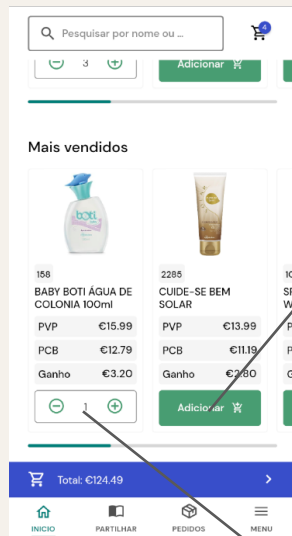 Pesquisar por nome ou ...
4
3
Adicionar
Mais vendidos
boti
158
BABY BOTI ÁGUA DE
COLONIA 100ml
PVP €15.99
PCB €12.79
Ganho €3.20
1
2285
CUIDE-SE BEM
SOLAR
PVP €13.99
PCB €11.19
Ganho €2.80
Adicionar
Total: €124.49
INICIO
PARTILHAR
PEDIDOS
MENU